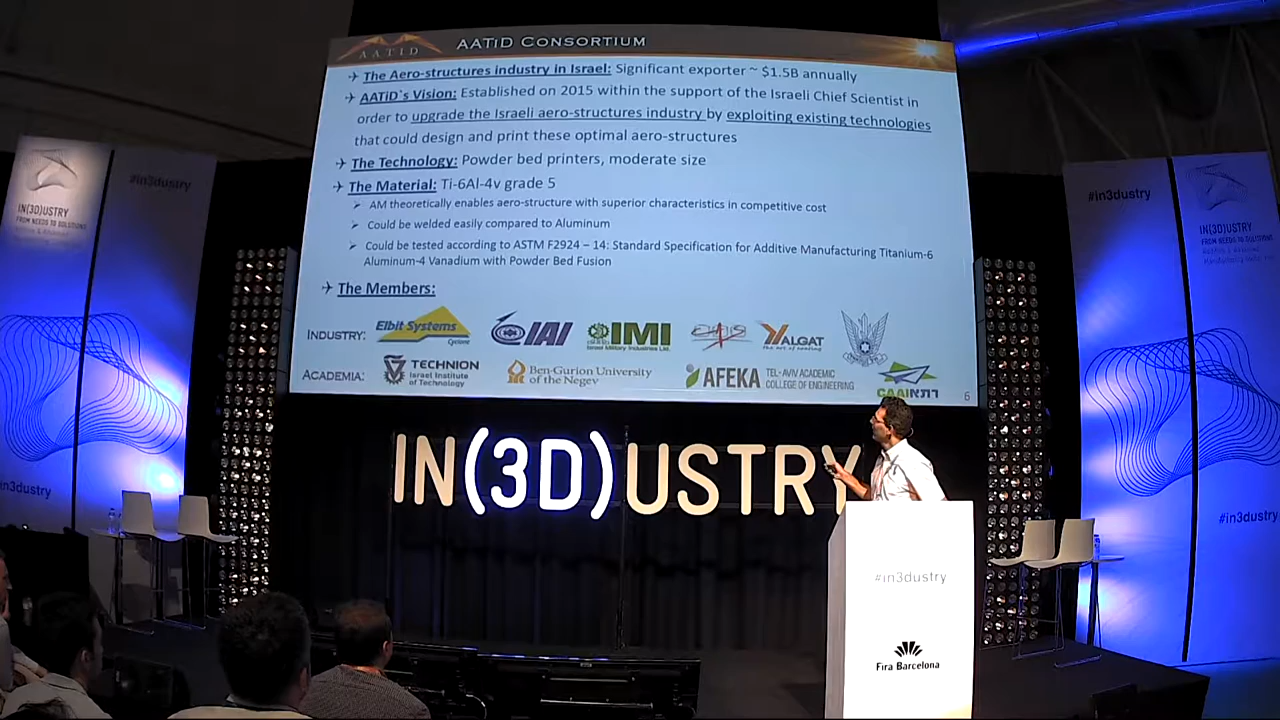 AATID
AATiD Consortium
The Aero-structures industry in Israel: Significant exporter ~ $1.5B annually
AATiD`s Vision: Established on 2015 within the support of the Israeli Chief Scientist in
order to upgrade the Israeli aero-structures industry by exploiting existing technologies
that could design and print these optimal aero-structures
The Technology: Powder bed printers, moderate size
The Material: Ti-6Al-4v grade 5
AM theoretically enables aero-structure with superior characteristics in competitive cost
Could be welded easily compared to Aluminum
Could be tested according to ASTM F2924 – 14: Standard Specification for Additive Manufacturing Titanium-6
Aluminum-4 Vanadium with Powder Bed Fusion
The Members:
Industry:
Elbit Systems
Cyclone
IAI
IMI
Israel Military Industries Ltd.
YALGAT
Academia:
TECHNION
Israel Institute
of Technology
Ben-Gurion University
of the Negev
AFEKA
TEL-AVIV ACADEMIC
COLLEGE OF ENGINEERING
CAAI רתא
6
IN(3D)USTRY
FROM NEEDS TO SOLUTIONS
#in3dustry
in3dustry
IN(3D)USTRY
#in3dustry
Fira Barcelona
#in3dustry
IN(3D)USTRY
FROM NEEDS TO SOLUTIONS
#in3dustry